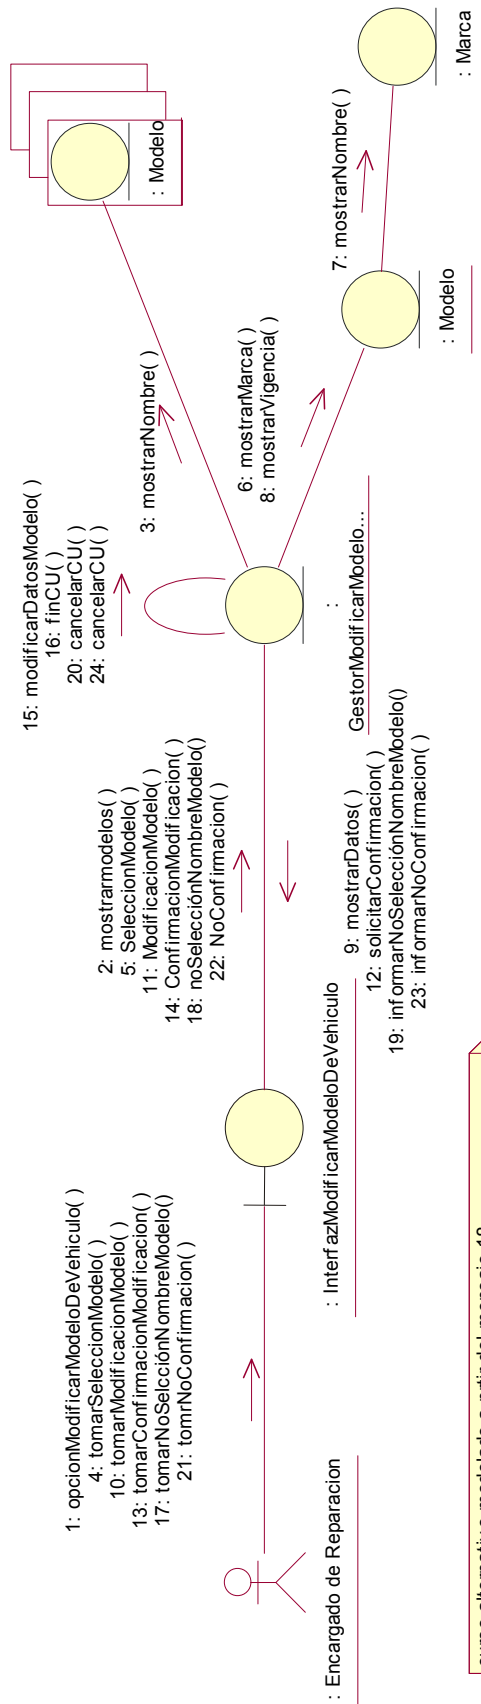 1: opcionModificarModeloDeVehiculo( )
4: tomarSeleccionModelo( )
10: tomarModificacionModelo( )
13: tomarConfirmacionModificacion( )
17: tomarNoSelcciónNombreModelo()
21: tomrNoConfirmacion( )
: Encargado de Reparacion
: InterfazModificarModeloDeVehiculo
2: mostrarmodelos( )
5: SeleccionModelo( )
11: ModificacionModelo( )
14: ConfirmacionModificacion( )
18: noSelecciónNombreModelo()
22: NoConfirmacion( )
9: mostrarDatos( )
12: solicitarConfirmacion( )
19: informarNoSelecciónNombreModelo()
23: informarNoConfirmacion( )
15: modificarDatosModelo( )
16: finCU( )
20: cancelarCU( )
24: cancelarCU( )
:
GestorModificarModelo...
3: mostrarNombre( )
: Modelo
6: mostrarMarca( )
8: mostrarVigencia( )
: Modelo
7: mostrarNombre( )
: Marca